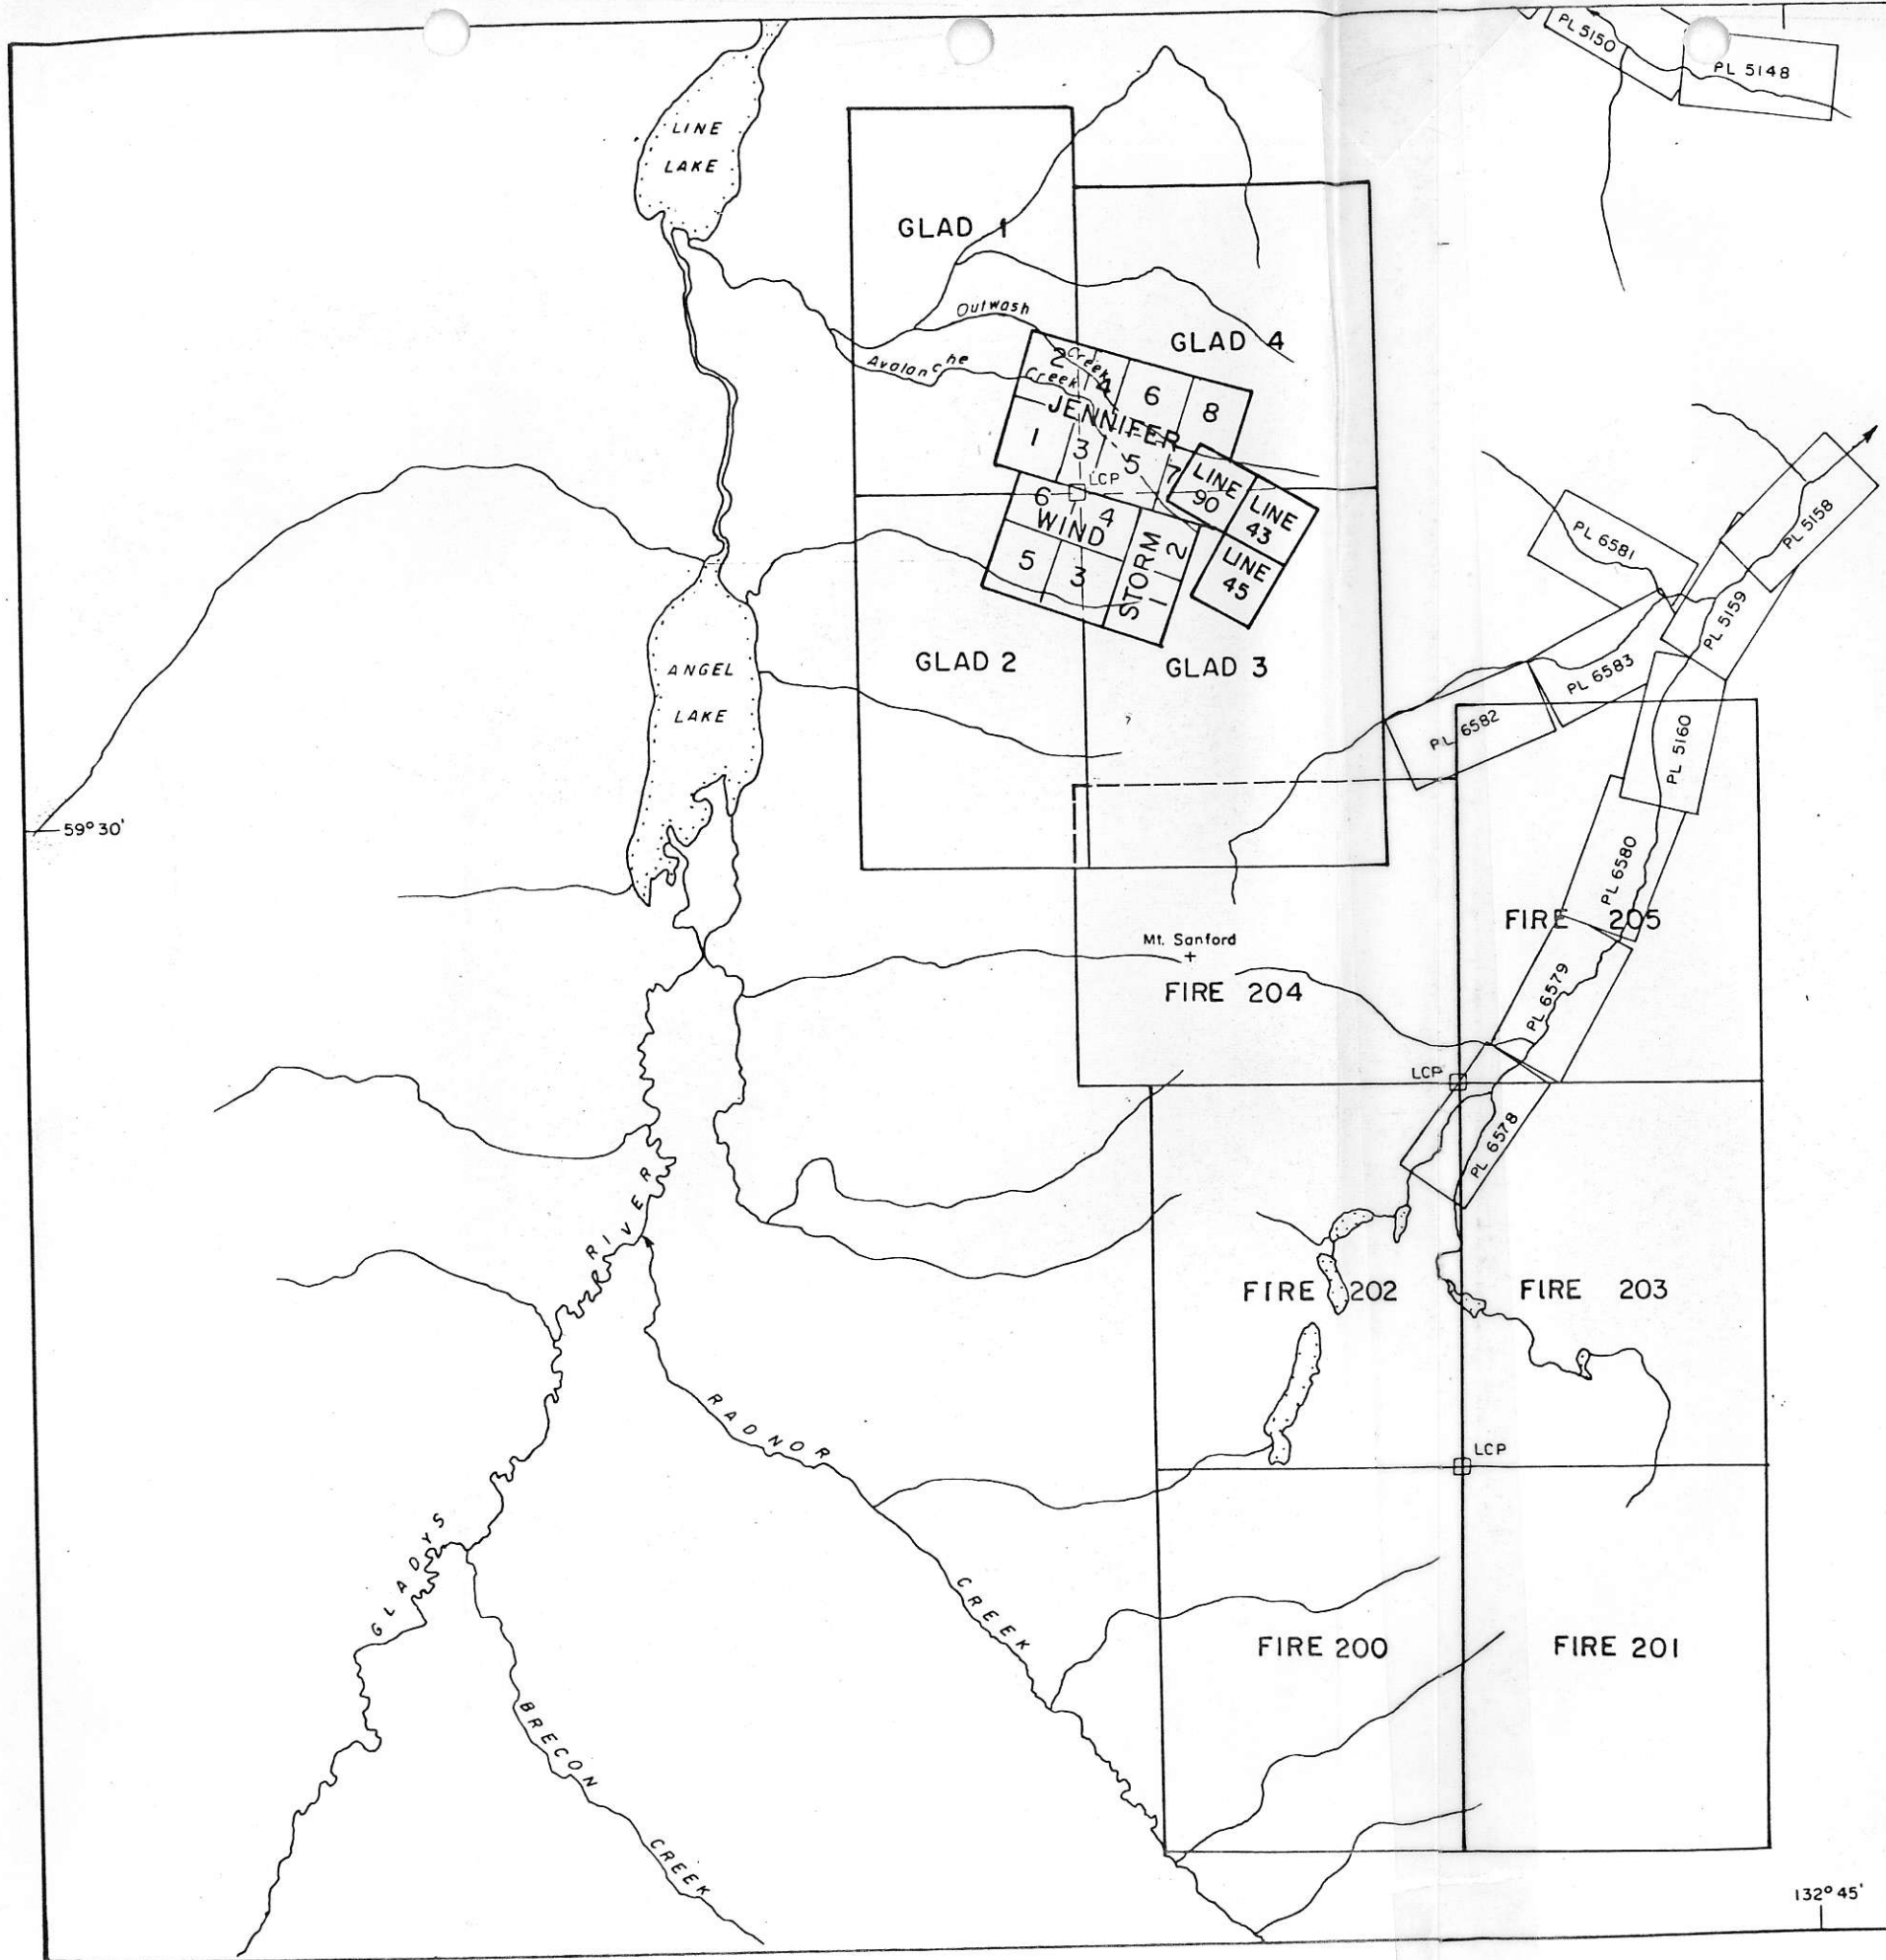 PL 5150
PL 5148
LINE
LAKE
GLAD 1
Outwash
Creek
Avalanche
Creek
GLAD 4
2
4
6
8
JENNIFER
1
3
5
7
LINE
90
LINE
43
LINE
45
LCP
6
4
WIND
5
3
STORM
2
1
ANGEL
LAKE
GLAD 2
GLAD 3
PL 5158
PL 6581
PL 5159
PL 6583
PL 6582
PL 5160
59° 30'
PL 6580
FIRE 205
Mt. Sanford
+
FIRE 204
PL 6579
LCP
PL 6578
GLADYS RIVER
FIRE 202
FIRE 203
RADNOR CREEK
LCP
FIRE 200
FIRE 201
BRECON CREEK
132° 45'